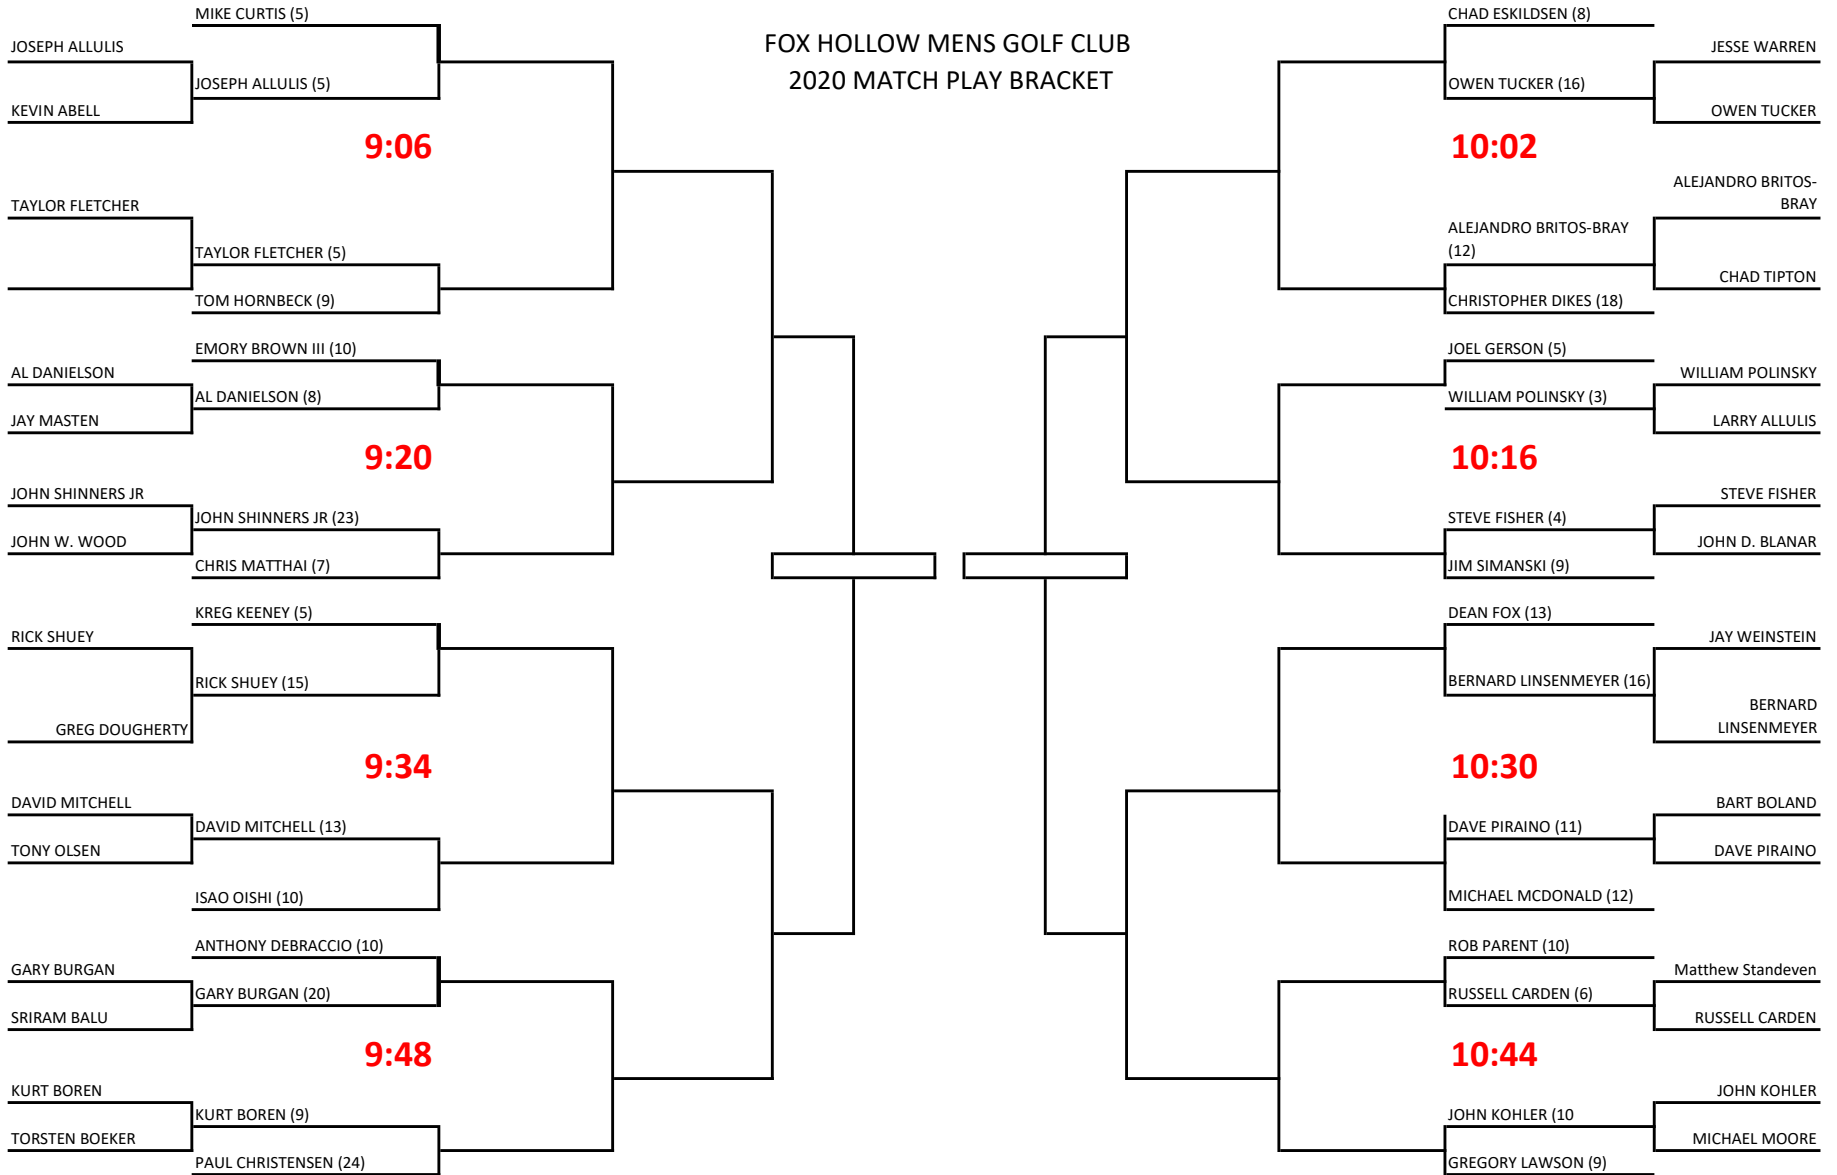 FOX HOLLOW MENS GOLF CLUB
2020 MATCH PLAY BRACKET
MIKE CURTIS (5)
JOSEPH ALLULIS
JOSEPH ALLULIS (5)
KEVIN ABELL
9:06
TAYLOR FLETCHER
TAYLOR FLETCHER (5)
TOM HORNBECK (9)
EMORY BROWN III (10)
AL DANIELSON
AL DANIELSON (8)
JAY MASTEN
9:20
JOHN SHINNERS JR
JOHN SHINNERS JR (23)
JOHN W. WOOD
CHRIS MATTHAI (7)
KREG KEENEY (5)
RICK SHUEY
RICK SHUEY (15)
GREG DOUGHERTY
9:34
DAVID MITCHELL
DAVID MITCHELL (13)
TONY OLSEN
ISAO OISHI (10)
ANTHONY DEBRACCIO (10)
GARY BURGAN
GARY BURGAN (20)
SRIRAM BALU
9:48
KURT BOREN
KURT BOREN (9)
TORSTEN BOEKER
PAUL CHRISTENSEN (24)
CHAD ESKILDSEN (8)
JESSE WARREN
OWEN TUCKER (16)
OWEN TUCKER
10:02
ALEJANDRO BRITOS-
BRAY
ALEJANDRO BRITOS-BRAY
(12)
CHAD TIPTON
CHRISTOPHER DIKES (18)
JOEL GERSON (5)
WILLIAM POLINSKY
WILLIAM POLINSKY (3)
LARRY ALLULIS
10:16
STEVE FISHER
STEVE FISHER (4)
JOHN D. BLANAR
JIM SIMANSKI (9)
DEAN FOX (13)
JAY WEINSTEIN
BERNARD LINSENMEYER (16)
BERNARD
LINSENMEYER
10:30
BART BOLAND
DAVE PIRAINO (11)
DAVE PIRAINO
MICHAEL MCDONALD (12)
ROB PARENT (10)
Matthew Standeven
RUSSELL CARDEN (6)
RUSSELL CARDEN
10:44
JOHN KOHLER
JOHN KOHLER (10
MICHAEL MOORE
GREGORY LAWSON (9)